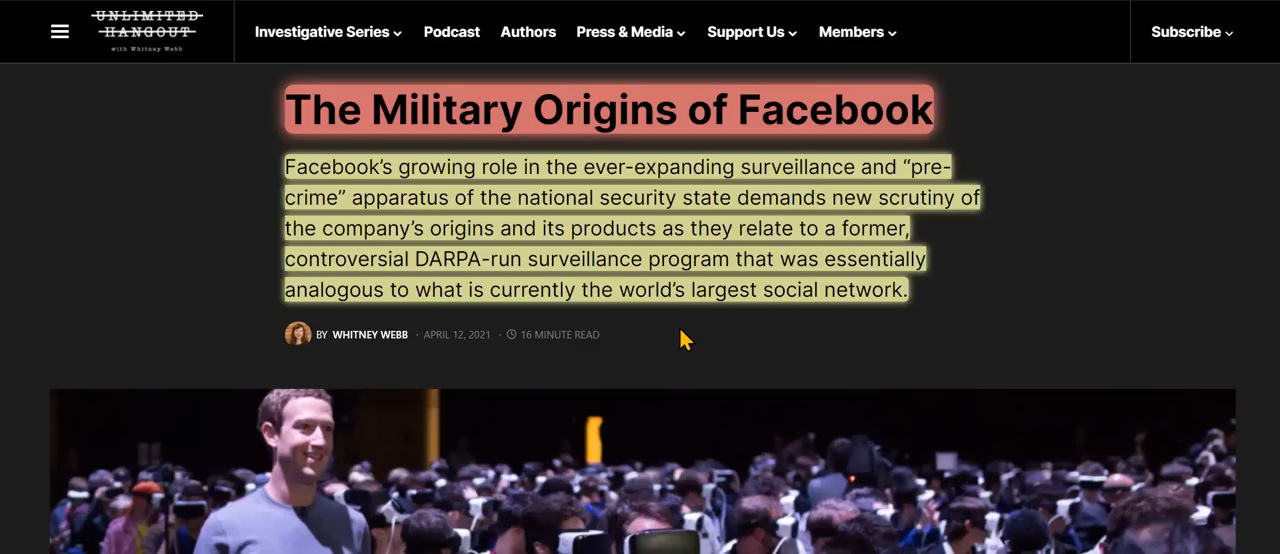 UNLIMITED
HANGOUT
with Whitney Webb
Investigative Series
Podcast
Authors
Press & Media
Support Us
Members
Subscribe
The Military Origins of Facebook
Facebook’s growing role in the ever-expanding surveillance and “pre-
crime” apparatus of the national security state demands new scrutiny of
the company’s origins and its products as they relate to a former,
controversial DARPA-run surveillance program that was essentially
analogous to what is currently the world’s largest social network.
BY WHITNEY WEBB · APRIL 12, 2021 · 16 MINUTE READ